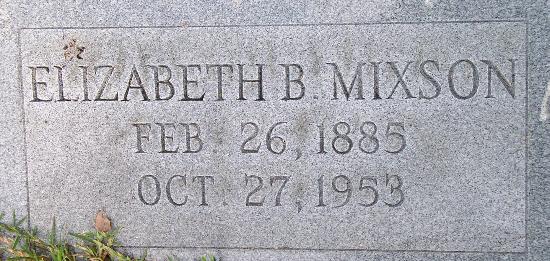 ELIZABETH B. MIXSON
FEB. 26, 1885
OCT. 27, 1953